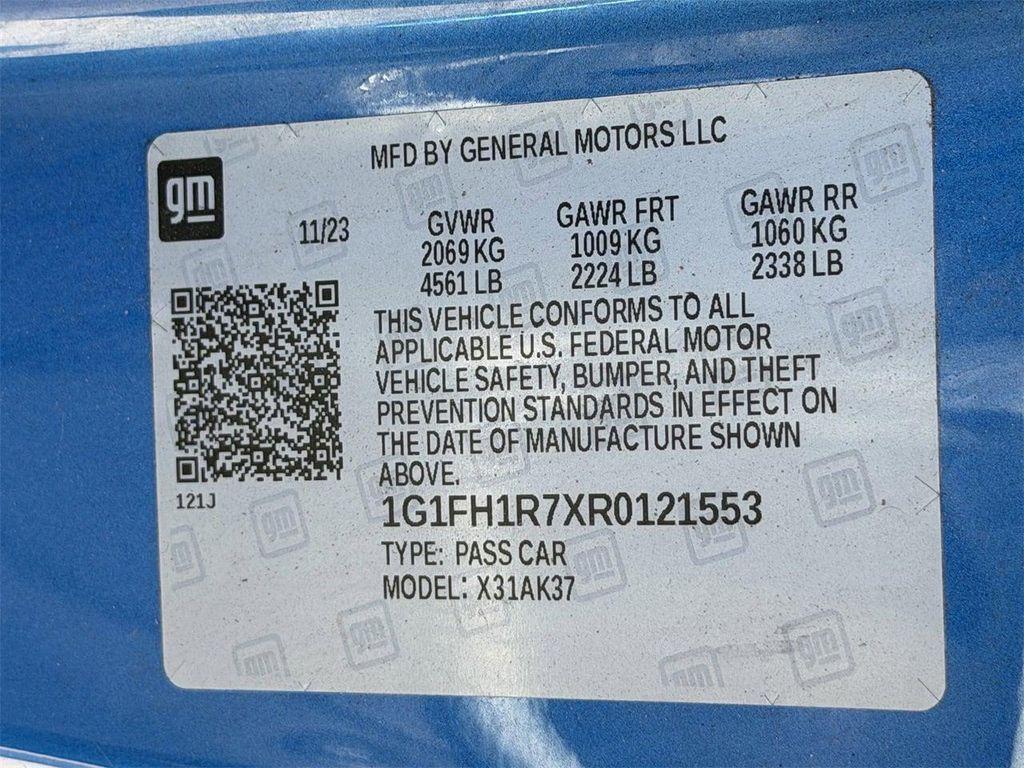 MFD BY GENERAL MOTORS LLC
gm
11/23
GVWR
2069 KG
4561 LB
GAWR FRT
1009 KG
2224 LB
GAWR RR
1060 KG
2338 LB
THIS VEHICLE CONFORMS TO ALL
APPLICABLE U.S. FEDERAL MOTOR
VEHICLE SAFETY, BUMPER, AND THEFT
PREVENTION STANDARDS IN EFFECT ON
THE DATE OF MANUFACTURE SHOWN
ABOVE.
121J
1G1FH1R7XR0121553
TYPE: PASS CAR
MODEL: X31AK37